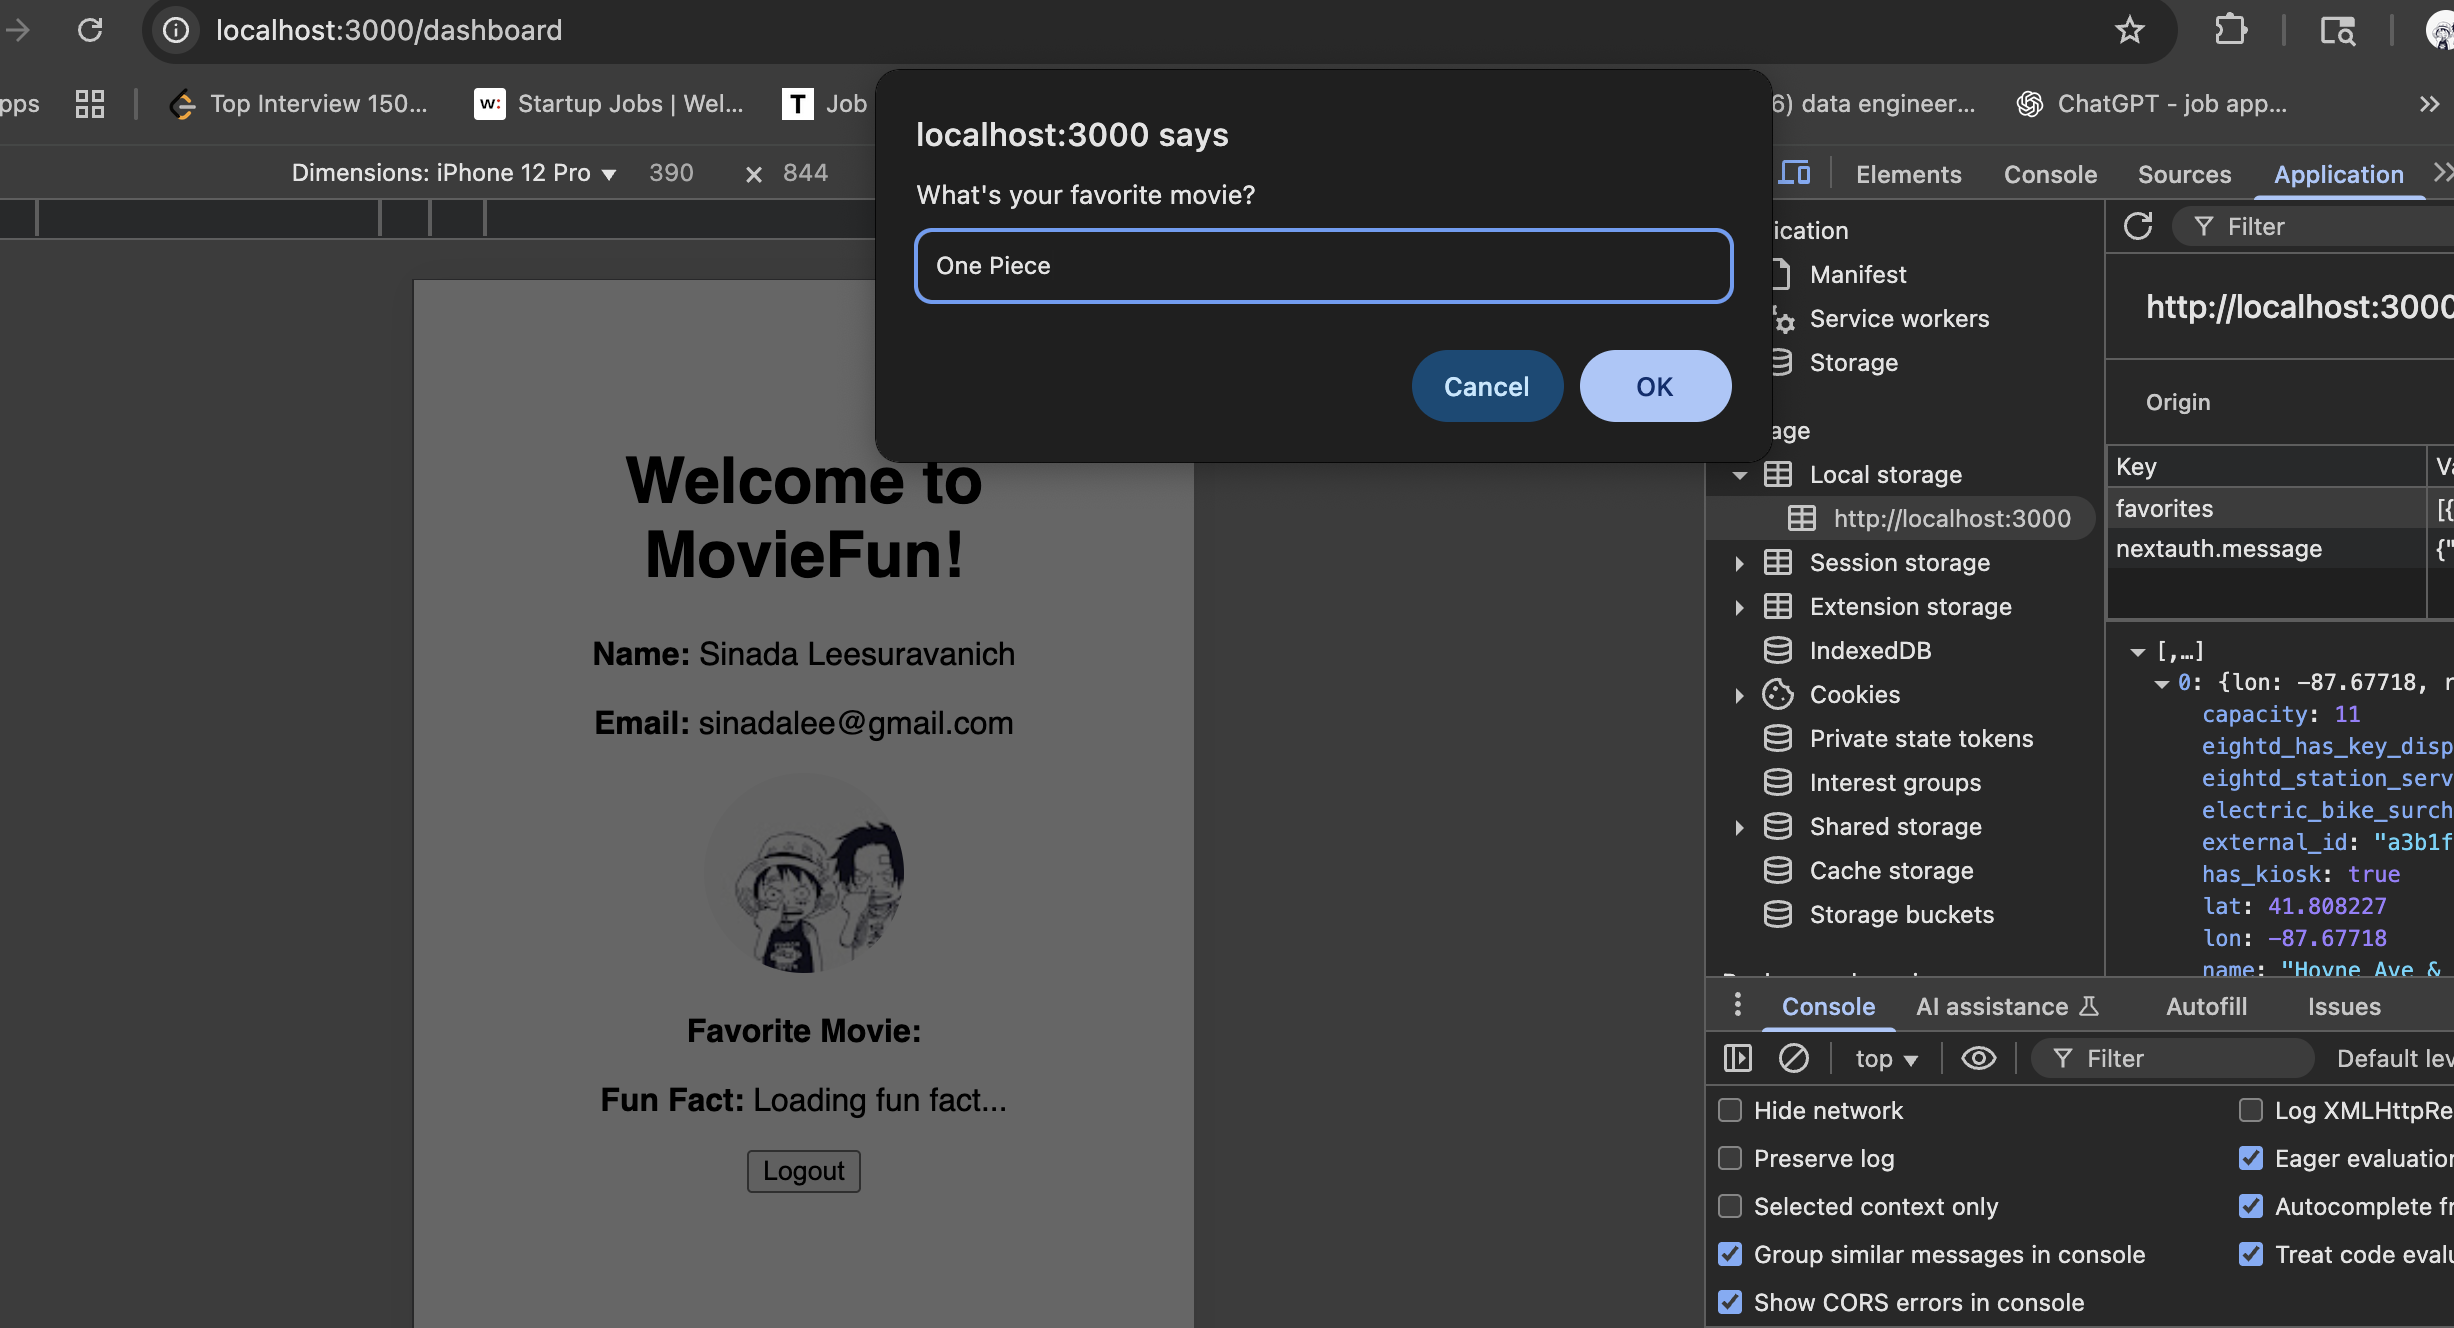 localhost:3000/dashboard
Top Interview 150...
w: Startup Jobs | Wel...
T Job
6) data engineer...
ChatGPT - job app...
localhost:3000 says
What's your favorite movie?
One Piece
Cancel
OK
Dimensions: iPhone 12 Pro 390 × 844
Welcome to
MovieFun!
Name: Sinada Leesuravanich
Email: sinadalee@gmail.com
Favorite Movie:
Fun Fact: Loading fun fact...
Logout
Elements Console Sources Application
Manifest
Service workers
Storage
Local storage
http://localhost:3000
Session storage
Extension storage
IndexedDB
Cookies
Private state tokens
Interest groups
Shared storage
Cache storage
Storage buckets
Filter
http://localhost:3000
Origin
Key
favorites [{
nextauth.message {"
[,…]
0: {lon: -87.67718, r
capacity: 11
eightd_has_key_disp
eightd_station_serv
electric_bike_surch
external_id: "a3b1f
has_kiosk: true
lat: 41.808227
lon: -87.67718
name: "Hoyne Ave &
Console AI assistance Autofill Issues
top Filter Default lev
Hide network Log XMLHttpRe
Preserve log Eager evaluation
Selected context only Autocomplete fr
Group similar messages in console Treat code evalu
Show CORS errors in console